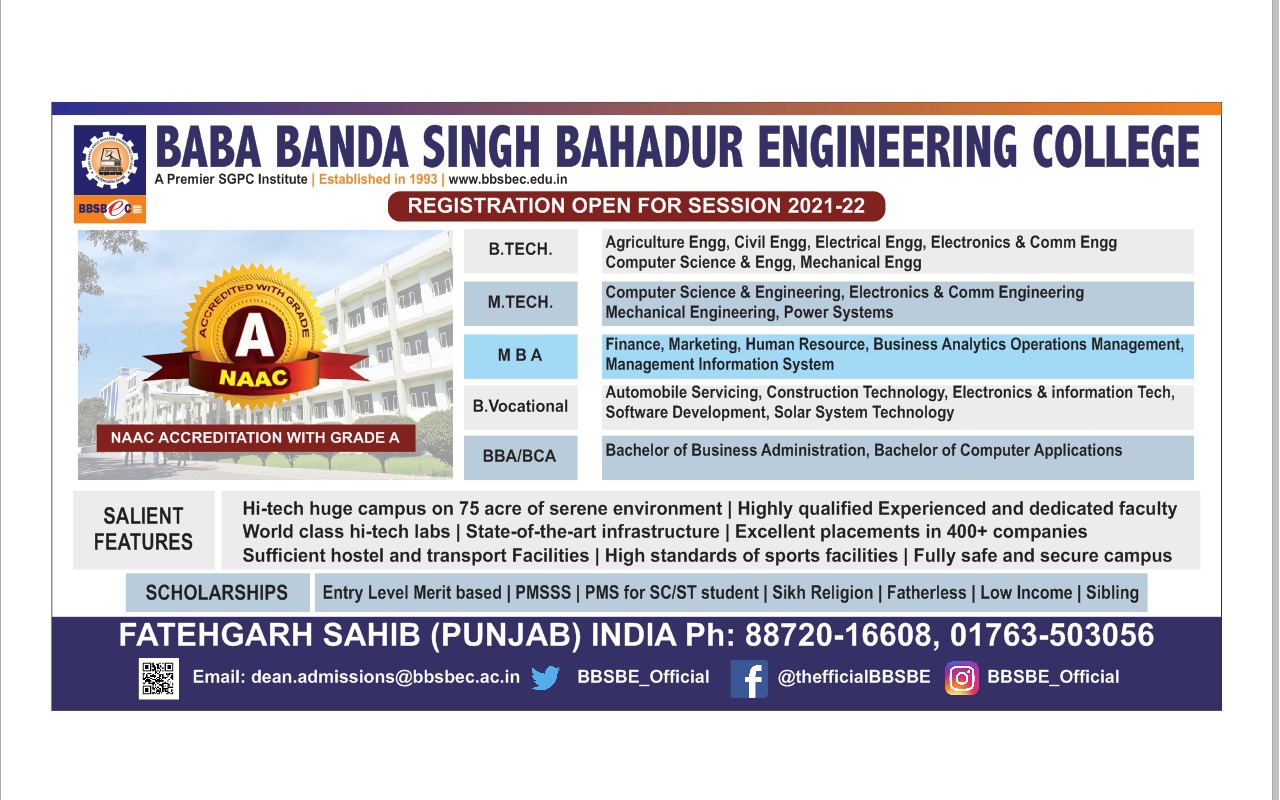 BABA BANDA SINGH BAHADUR ENGINEERING COLLEGE
A Premier SGPC Institute | Established in 1993 | www.bbsbec.edu.in
BBSBeC
REGISTRATION OPEN FOR SESSION 2021-22
ACCREDITED WITH GRADE
A
NAAC
NAAC ACCREDITATION WITH GRADE A
B.TECH.
Agriculture Engg, Civil Engg, Electrical Engg, Electronics & Comm Engg
Computer Science & Engg, Mechanical Engg
M.TECH.
Computer Science & Engineering, Electronics & Comm Engineering
Mechanical Engineering, Power Systems
M B A
Finance, Marketing, Human Resource, Business Analytics Operations Management,
Management Information System
B.Vocational
Automobile Servicing, Construction Technology, Electronics & information Tech,
Software Development, Solar System Technology
BBA/BCA
Bachelor of Business Administration, Bachelor of Computer Applications
SALIENT
FEATURES
Hi-tech huge campus on 75 acre of serene environment | Highly qualified Experienced and dedicated faculty
World class hi-tech labs | State-of-the-art infrastructure | Excellent placements in 400+ companies
Sufficient hostel and transport Facilities | High standards of sports facilities | Fully safe and secure campus
SCHOLARSHIPS
Entry Level Merit based | PMSSS | PMS for SC/ST student | Sikh Religion | Fatherless | Low Income | Sibling
FATEHGARH SAHIB (PUNJAB) INDIA Ph: 88720-16608, 01763-503056
Email: dean.admissions@bbsbec.ac.in BBSBE_Official @thefficialBBSBE BBSBE_Official